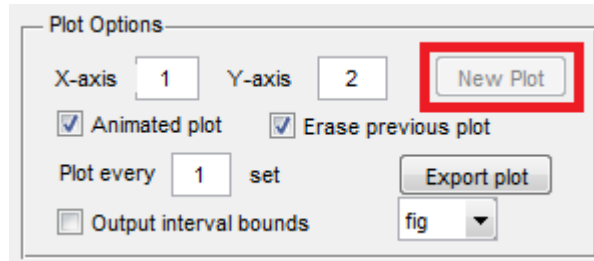 Plot Options
X-axis 1 Y-axis 2 New Plot
Animated plot Erase previous plot
Plot every 1 set Export plot
Output interval bounds fig